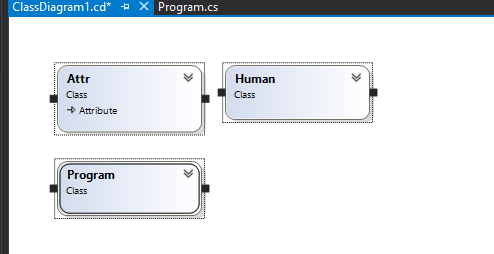 ClassDiagram1.cd* Program.cs
Attr
Class
Attribute
Human
Class
Program
Class